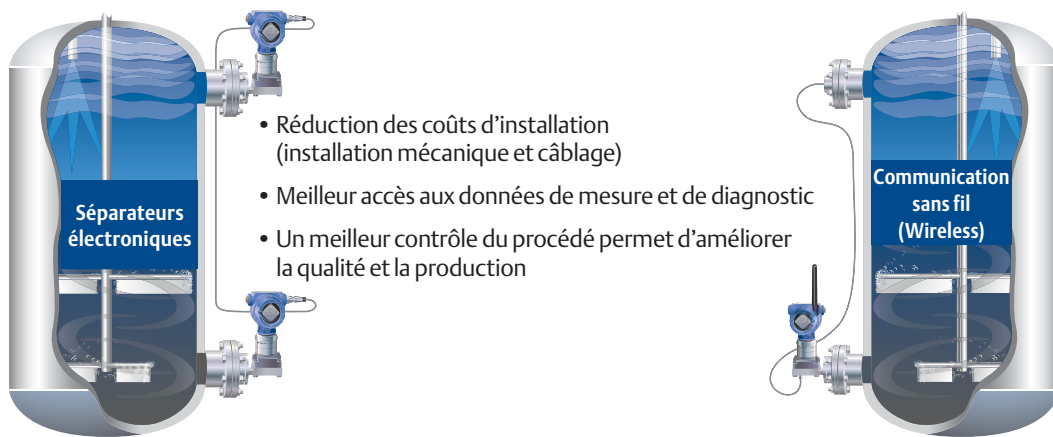 • Réduction des coûts d’installation
(installation mécanique et câblage)
• Meilleur accès aux données de mesure et de diagnostic
• Un meilleur contrôle du procédé permet d’améliorer
la qualité et la production
Séparateurs
électroniques
Communication
sans fil
(Wireless)